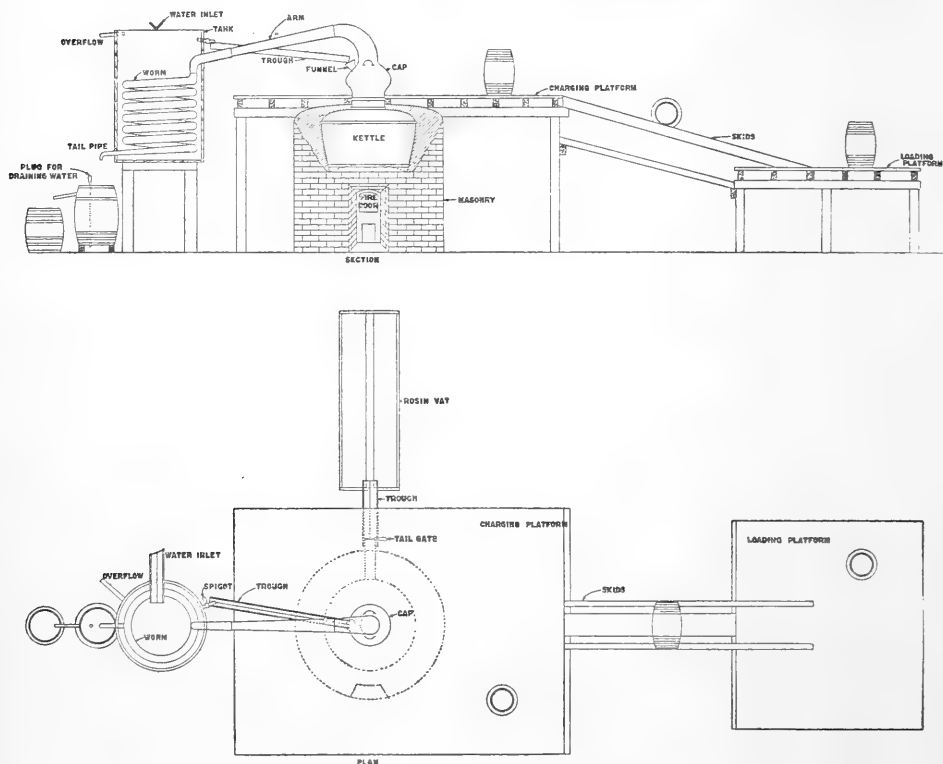 WATER INLET
TANK
ARM
OVERFLOW
TROUGH
FUNNEL
CAP
WORM
CHARGING PLATFORM
KETTLE
SKIDS
TAIL PIPE
LOADING
PLATFORM
PLUG FOR
DRAINING WATER
FIRE
DOOR
MASONRY
SECTION
ROSIN VAT
TROUGH
CHARGING PLATFORM
TAIL GATE
LOADING PLATFORM
WATER INLET
OVERFLOW
SPIGOT
TROUGH
SKIDS
CAP
WORM
PLAN